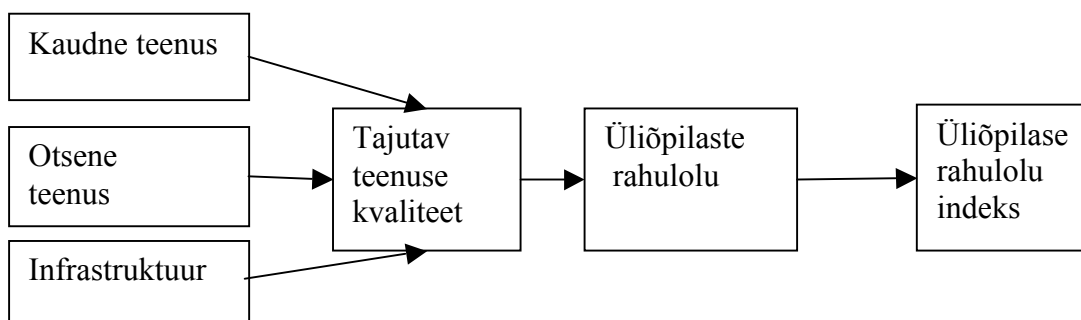 Kaudne teenus
Otsene
teenus
Infrastruktuur
Tajutav
teenuse
kvaliteet
Üliõpilaste
rahulolu
Üliõpilase
rahulolu
indeks